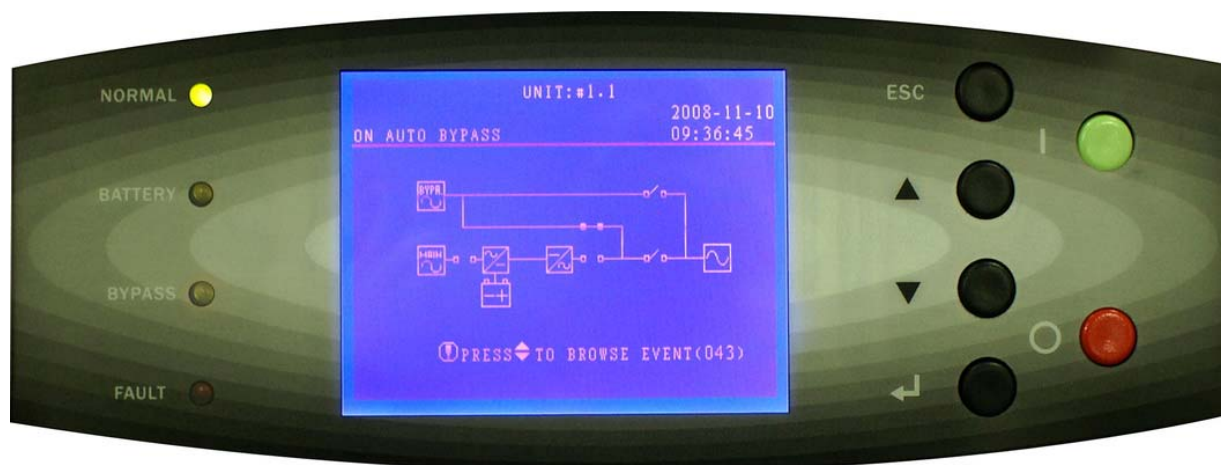 NORMAL
BATTERY
BYPASS
FAULT
UNIT:#1.1
2008-11-10
ON AUTO BYPASS 09:36:45
BYPA
MAIN
PRESS TO BROWSE EVENT(043)
ESC